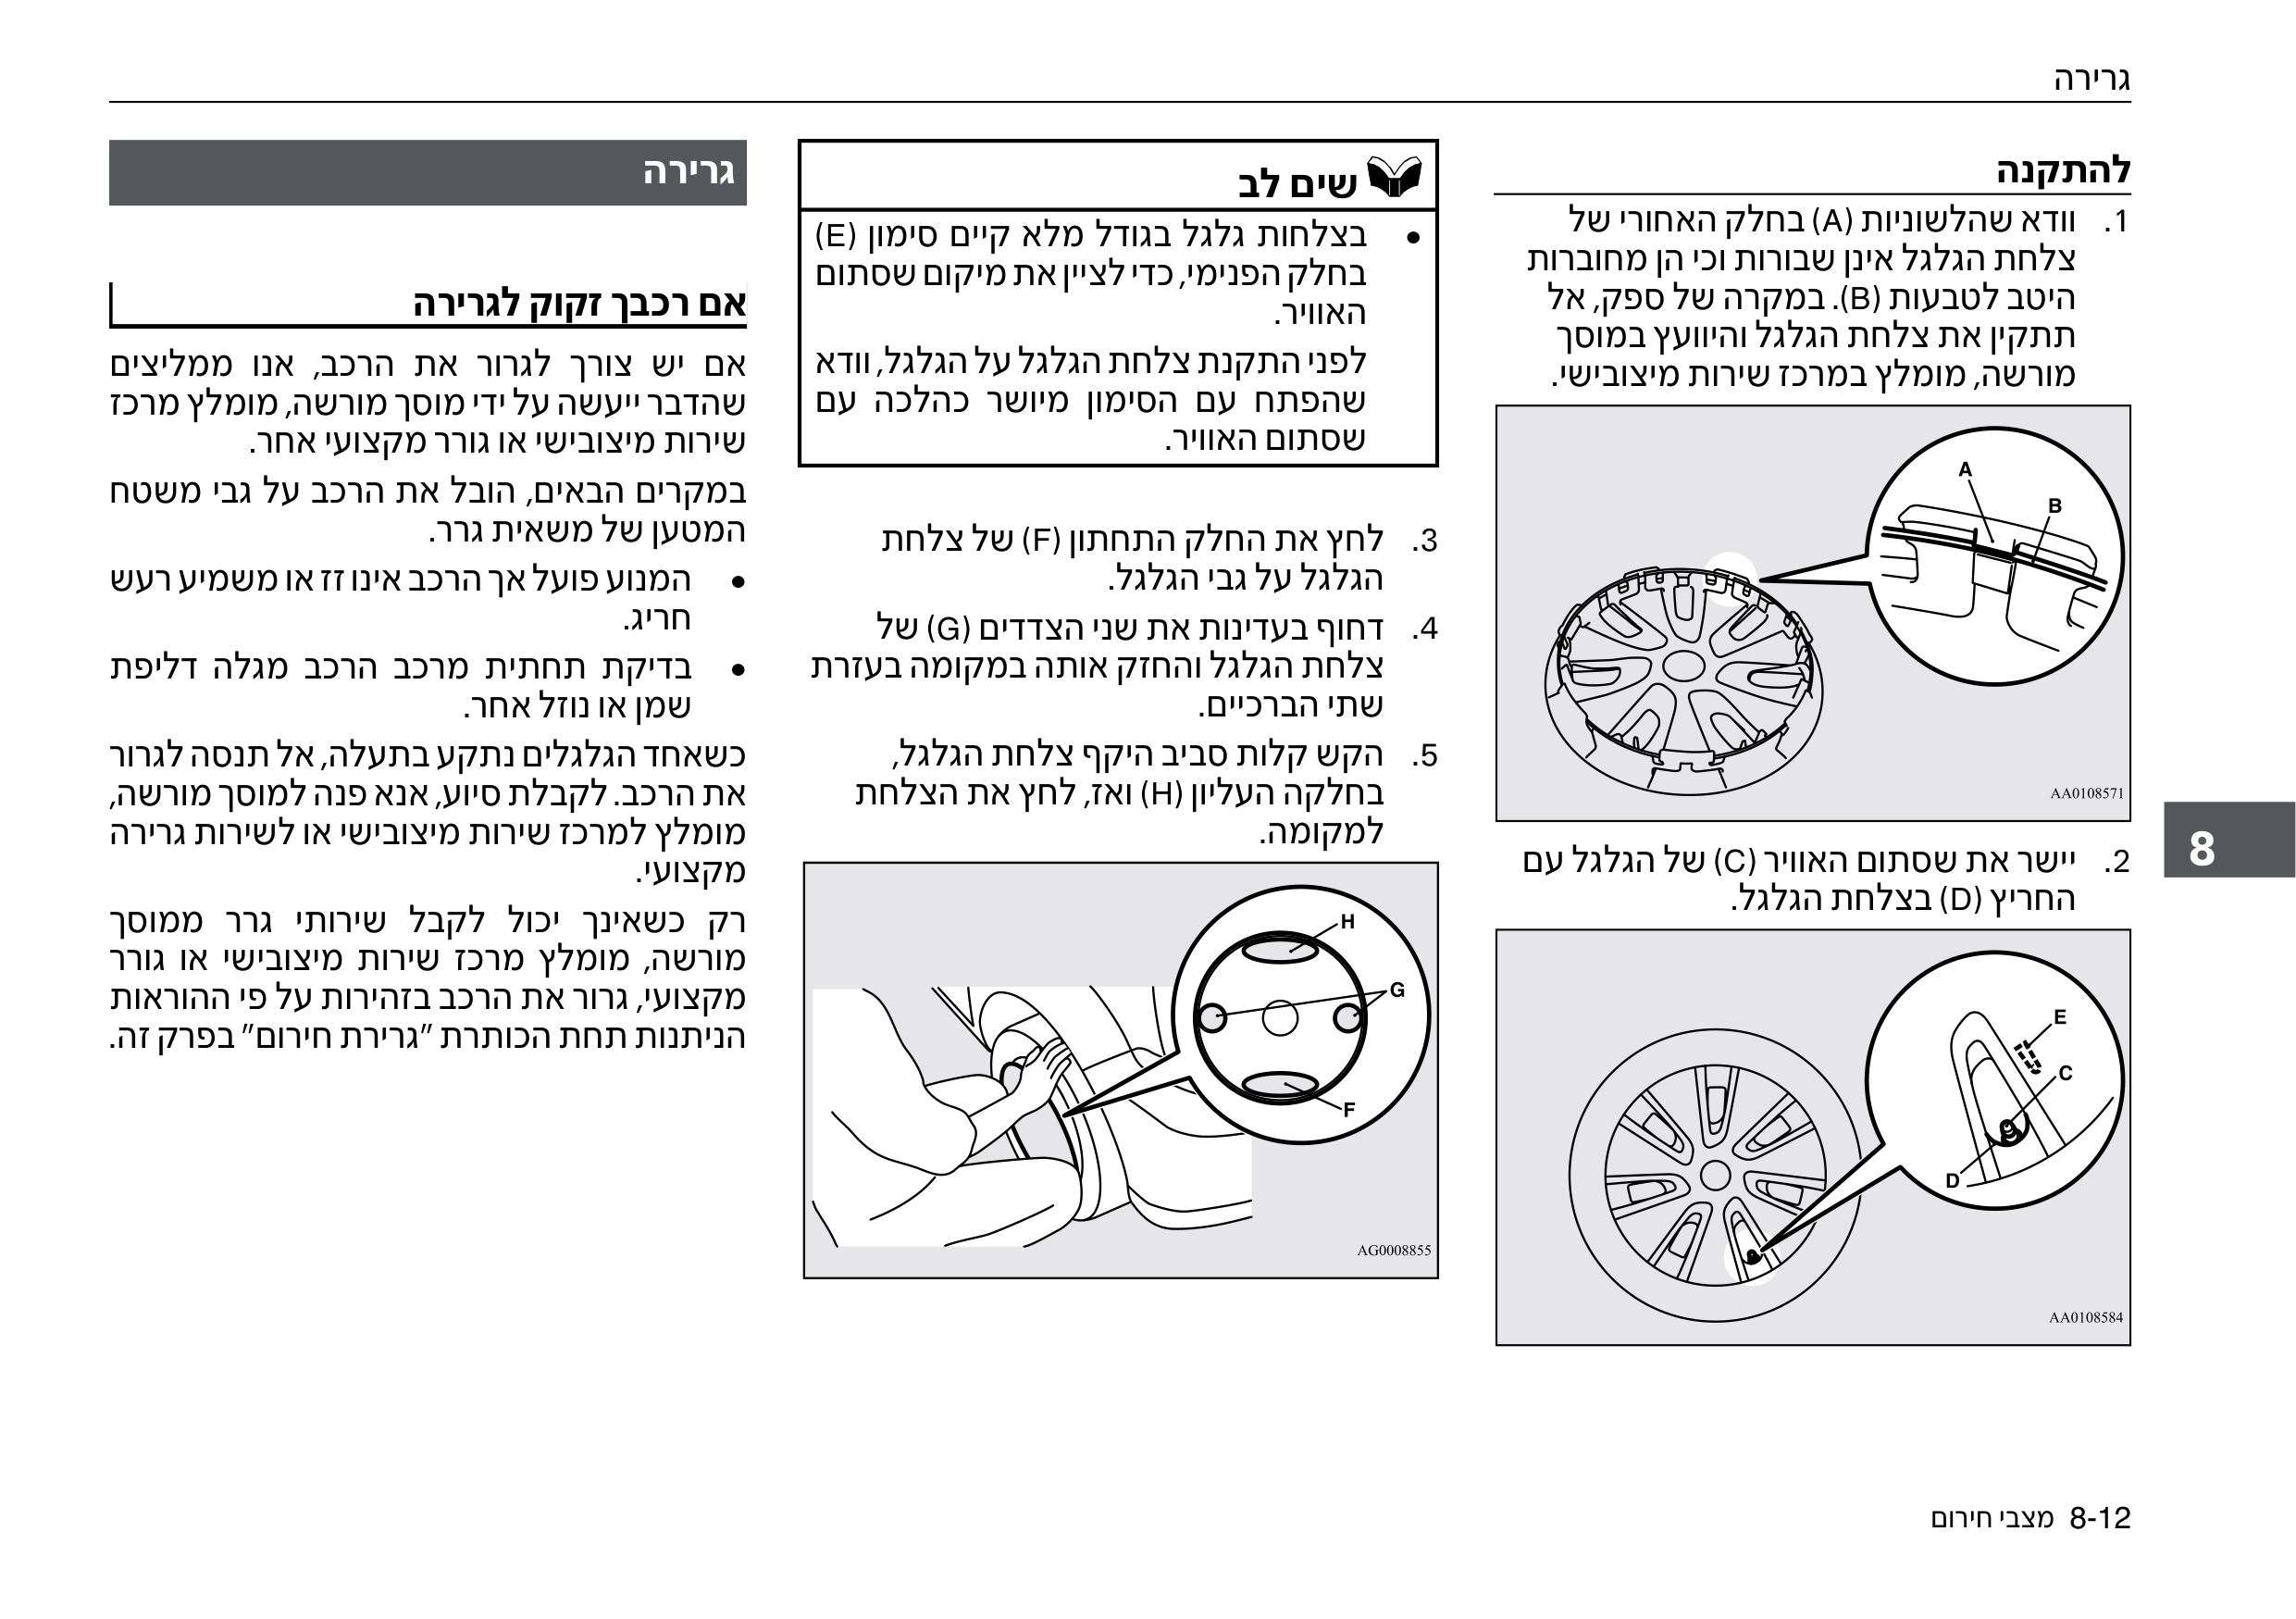 גרירה
להתקנה
1. וודא שהלשוניות (A) בחלק האחורי של
צלחת הגלגל אינן שבורות וכי הן מחוברות
היטב לטבעות (B). במקרה של ספק, אל
תתקין את צלחת הגלגל והיוועץ במוסך
מורשה, מומלץ במרכז שירות מיצובישי.
A
B
AA0108571
2. יישר את שסתום האוויר (C) של הגלגל עם
החריץ (D) בצלחת הגלגל.
E
C
D
AA0108584
שים לב
• בצלחות גלגל בגודל מלא קיים סימון (E)
בחלק הפנימי, כדי לציין את מיקום שסתום
האוויר.
לפני התקנת צלחת הגלגל על הגלגל, וודא
שהפתח עם הסימון מיושר כהלכה עם
שסתום האוויר.
3. לחץ את החלק התחתון (F) של צלחת
הגלגל על גבי הגלגל.
4. דחוף בעדינות את שני הצדדים (G) של
צלחת הגלגל והחזק אותה במקומה בעזרת
שתי הברכיים.
5. הקש קלות סביב היקף צלחת הגלגל,
בחלקה העליון (H) ואז, לחץ את הצלחת
למקומה.
H
G
F
AG0008855
גרירה
אם רכבך זקוק לגרירה
אם יש צורך לגרור את הרכב, אנו ממליצים
שהדבר ייעשה על ידי מוסך מורשה, מומלץ מרכז
שירות מיצובישי או גורר מקצועי אחר.
במקרים הבאים, הובל את הרכב על גבי משטח
המטען של משאית גרר.
• המנוע פועל אך הרכב אינו זז או משמיע רעש
חריג.
• בדיקת תחתית מרכב הרכב מגלה דליפת
שמן או נוזל אחר.
כשאחד הגלגלים נתקע בתעלה, אל תנסה לגרור
את הרכב. לקבלת סיוע, אנא פנה למוסך מורשה,
מומלץ למרכז שירות מיצובישי או לשירות גרירה
מקצועי.
רק כשאינך יכול לקבל שירותי גרר ממוסך
מורשה, מומלץ מרכז שירות מיצובישי או גורר
מקצועי, גרור את הרכב בזהירות על פי ההוראות
הניתנות תחת הכותרת "גרירת חירום" בפרק זה.
8
8-12 מצבי חירום